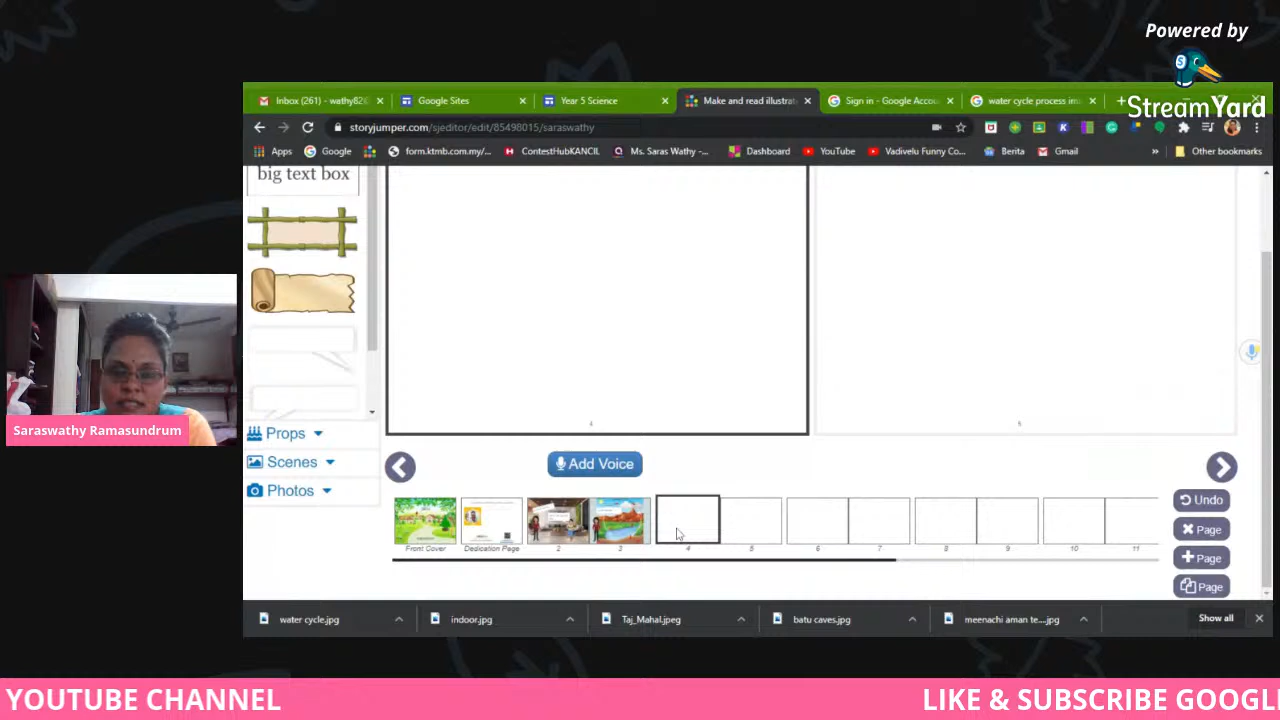 Powered by
StreamYard
Inbox (261) - wathy82@
Google Sites
Year 5 Science
Make and read illustrat
Sign in - Google Accou
water cycle process im
storyjumper.com/sjeditor/edit/85498015/saraswathy
Apps
Google
form.ktmb.com.my/...
ContestHubKANCIL
Ms. Saras Wathy -...
Dashboard
YouTube
Vadivelu Funny Co...
Berita
Gmail
»
Other bookmarks
big text box
4
5
Saraswathy Ramasundrum
Props
Scenes
Photos
Add Voice
Undo
Page
Page
Page
Front Cover
Dedication Page
2
3
4
5
6
7
8
9
10
11
water cycle.jpg
indoor.jpg
Taj_Mahal.jpeg
batu caves.jpg
meenachi aman te....jpg
Show all
YOUTUBE CHANNEL
LIKE & SUBSCRIBE GOOGL